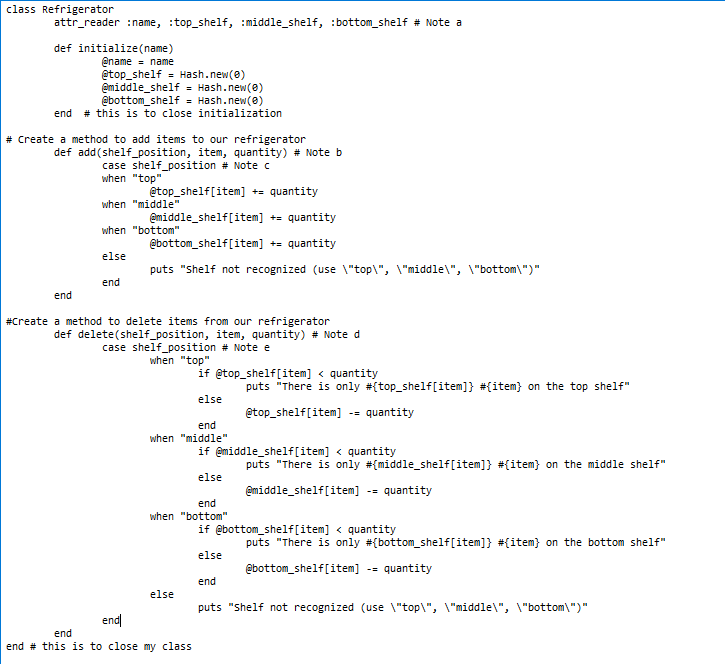 class Refrigerator
attr_reader :name, :top_shelf, :middle_shelf, :bottom_shelf # Note a
def initialize(name)
@name = name
@top_shelf = Hash.new(0)
@middle_shelf = Hash.new(0)
@bottom_shelf = Hash.new(0)
end # this is to close initialization
# Create a method to add items to our refrigerator
def add(shelf_position, item, quantity) # Note b
case shelf_position # Note c
when "top"
@top_shelf[item] += quantity
when "middle"
@middle_shelf[item] += quantity
when "bottom"
@bottom_shelf[item] += quantity
else
puts "Shelf not recognized (use \"top\", \"middle\", \"bottom\")"
end
end
#Create a method to delete items from our refrigerator
def delete(shelf_position, item, quantity) # Note d
case shelf_position # Note e
when "top"
if @top_shelf[item] < quantity
puts "There is only #{top_shelf[item]} #{item} on the top shelf"
else
@top_shelf[item] -= quantity
end
when "middle"
if @middle_shelf[item] < quantity
puts "There is only #{middle_shelf[item]} #{item} on the middle shelf"
else
@middle_shelf[item] -= quantity
end
when "bottom"
if @bottom_shelf[item] < quantity
puts "There is only #{bottom_shelf[item]} #{item} on the bottom shelf"
else
@bottom_shelf[item] -= quantity
end
else
puts "Shelf not recognized (use \"top\", \"middle\", \"bottom\")"
end
end
end # this is to close my class